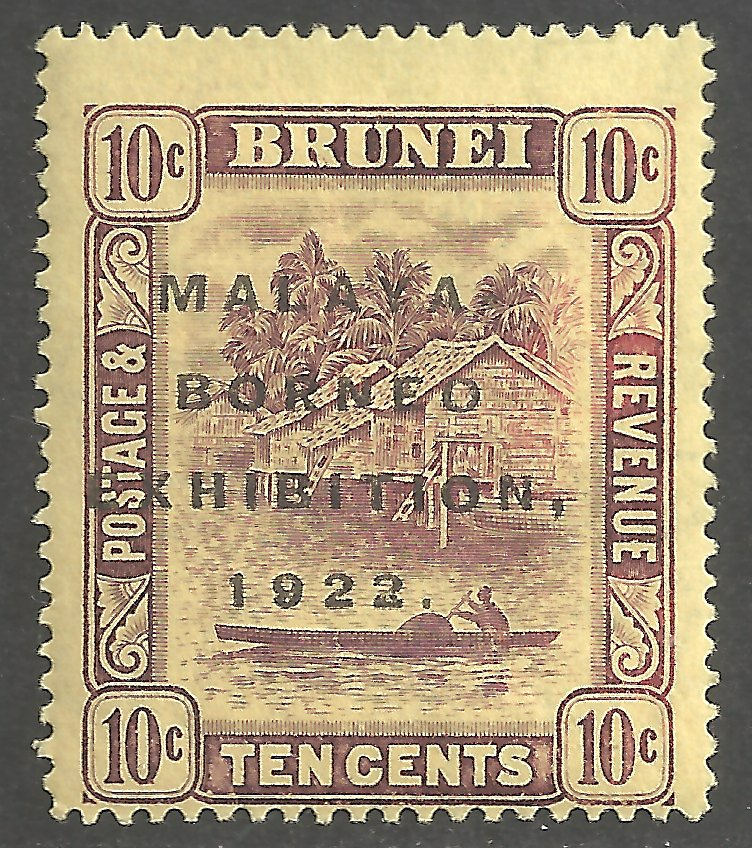 10c BRUNEI 10c
MALAYA-
BORNEO
EXHIBITION,
1922.
POSTAGE &
REVENUE
10c TEN CENTS 10c